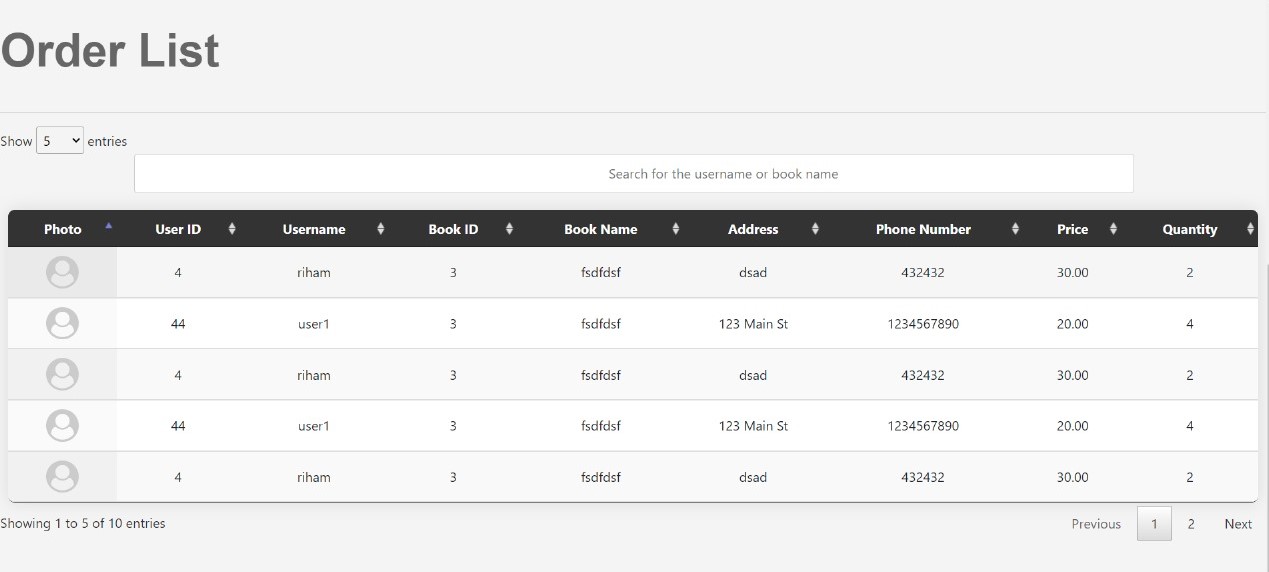 Order List
Show 5 entries
Search for the username or book name
Photo User ID Username Book ID Book Name Address Phone Number Price Quantity
4 riham 3 fsdfdsf dsad 432432 30.00 2
44 user1 3 fsdfdsf 123 Main St 1234567890 20.00 4
4 riham 3 fsdfdsf dsad 432432 30.00 2
44 user1 3 fsdfdsf 123 Main St 1234567890 20.00 4
4 riham 3 fsdfdsf dsad 432432 30.00 2
Showing 1 to 5 of 10 entries Previous 1 2 Next